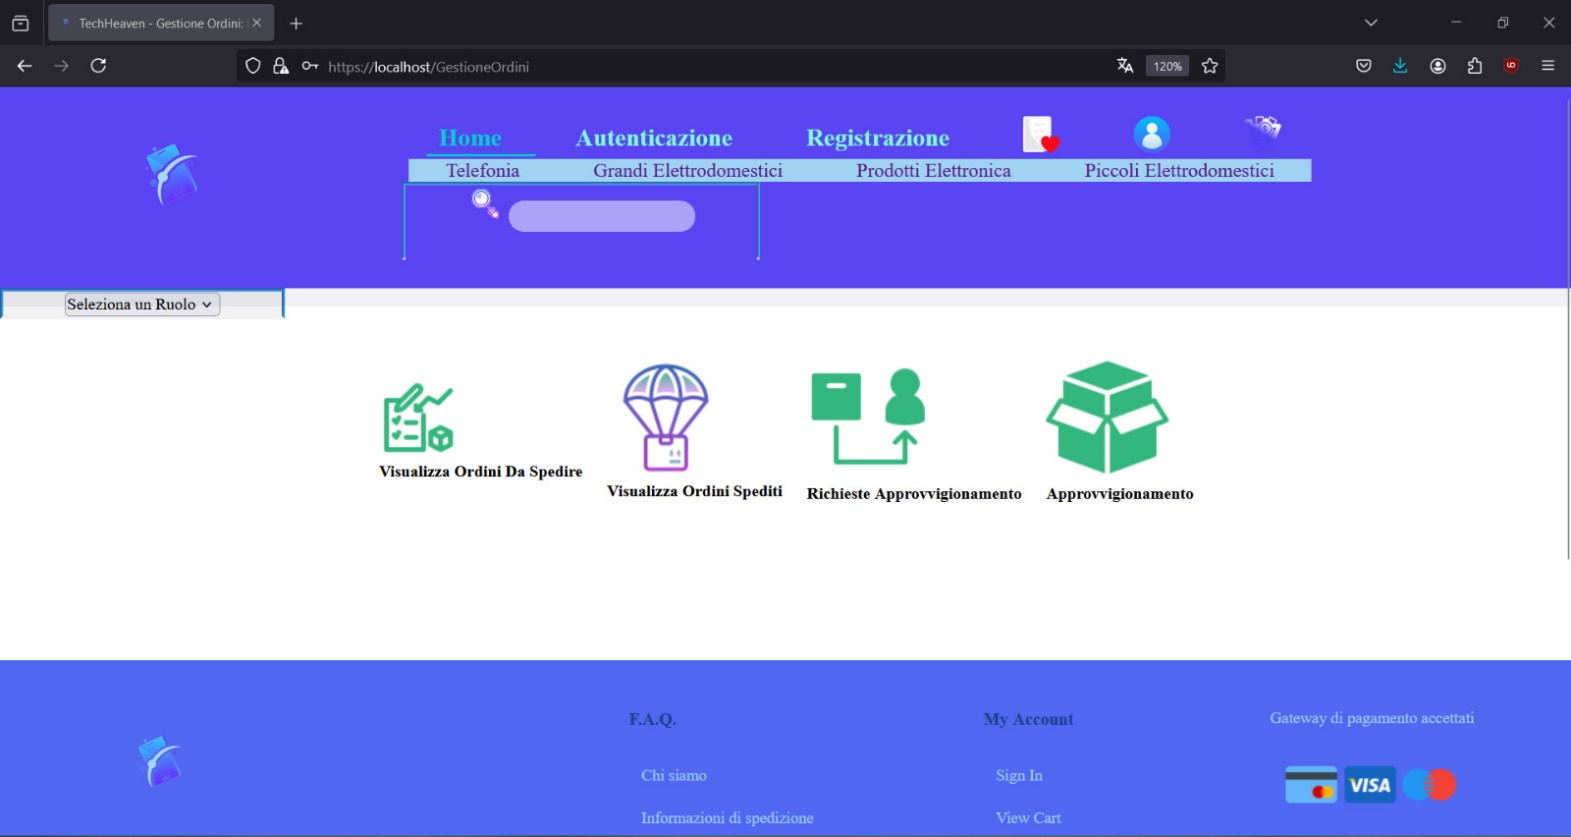 TechHeaven - Gestione Ordini:
https://localhost/GestioneOrdini
120%
Home Autenticazione Registrazione
Telefonia Grandi Elettrodomestici Prodotti Elettronica Piccoli Elettrodomestici
Seleziona un Ruolo
Visualizza Ordini Da Spedire
Visualizza Ordini Spediti
Richieste Approvvigionamento
Approvvigionamento
F.A.Q.
Chi siamo
Informazioni di spedizione
My Account
Sign In
View Cart
Gateway di pagamento accettati
VISA